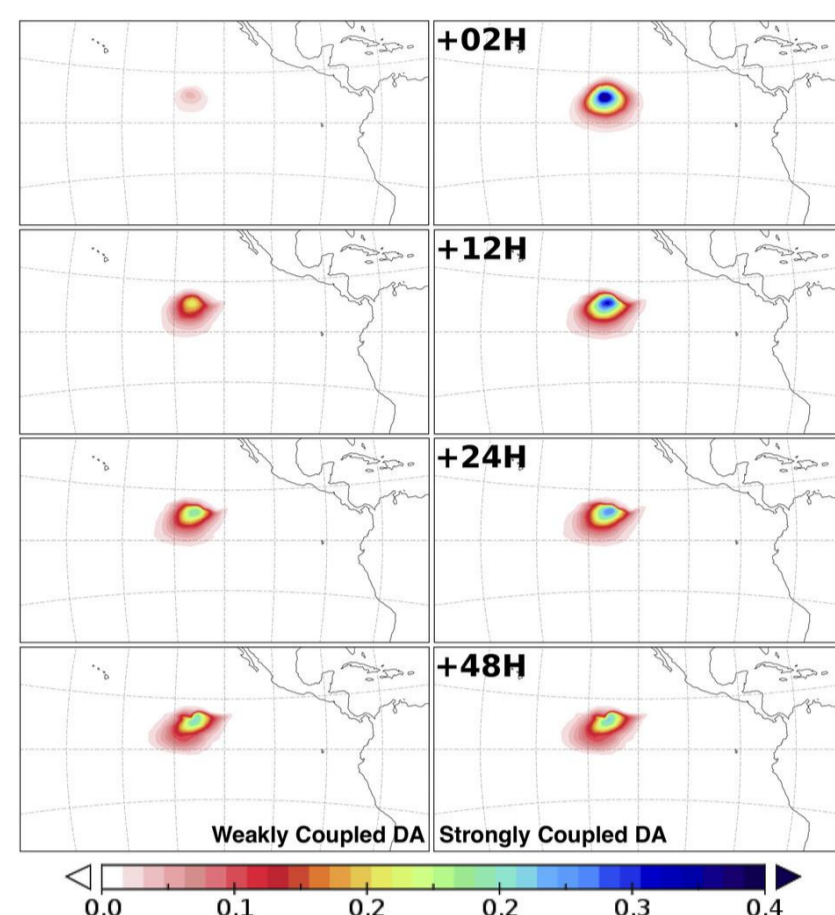 +02H
+12H
+24H
+48H
Weakly Coupled DA Strongly Coupled DA
0.0 0.1 0.2 0.2 0.3 0.4